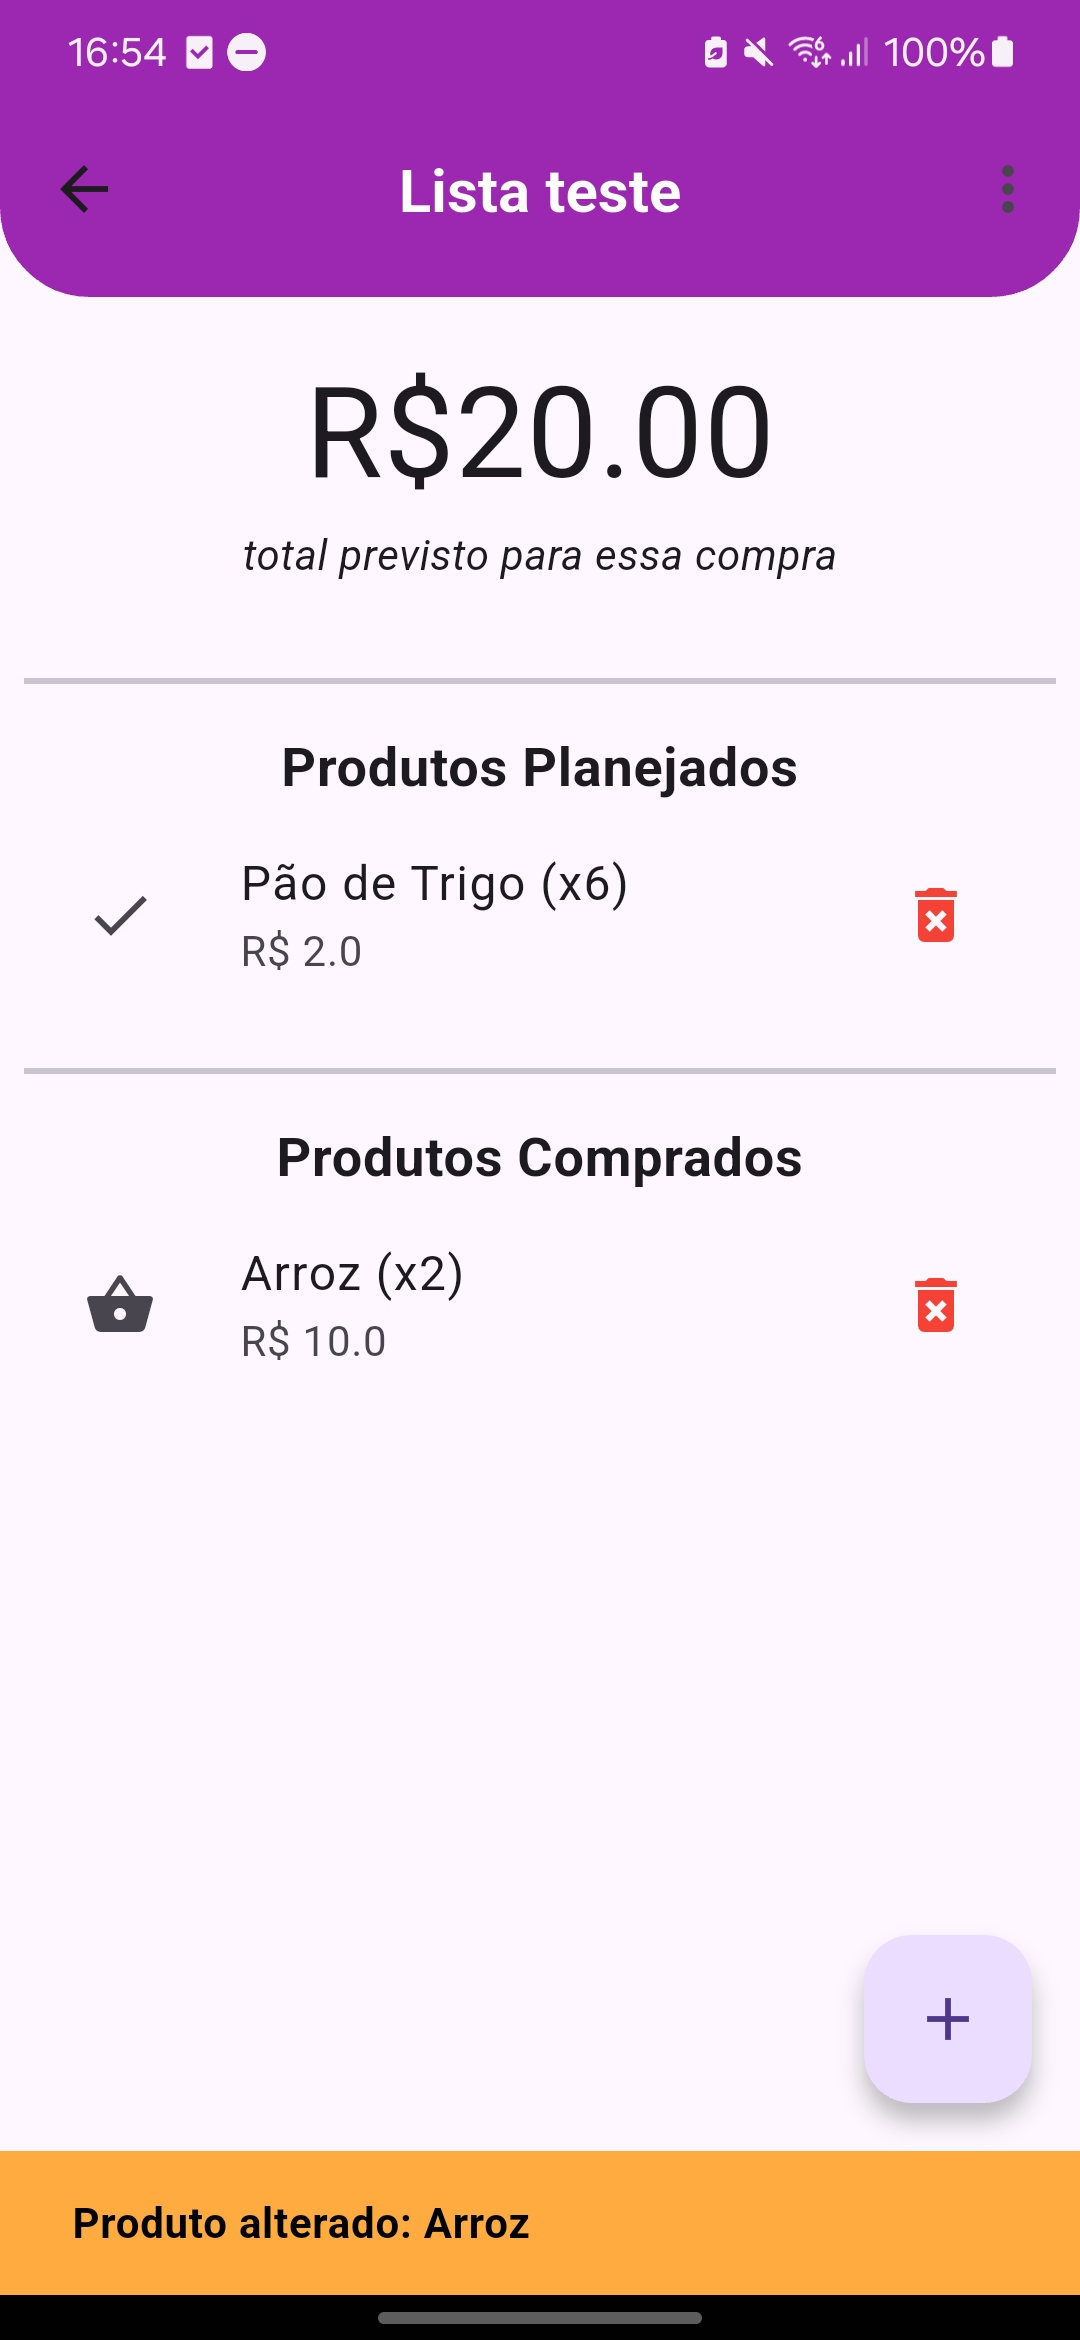 16:54
100%
Lista teste
R$20.00
total previsto para essa compra
Produtos Planejados
Pão de Trigo (x6)
R$ 2.0
Produtos Comprados
Arroz (x2)
R$ 10.0
Produto alterado: Arroz